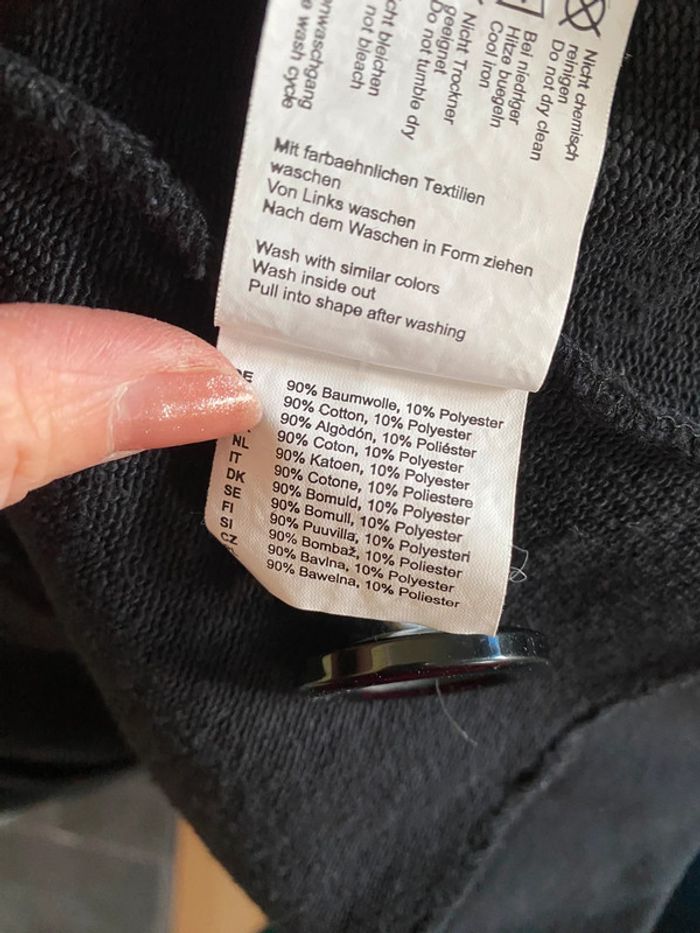 Nicht chemisch
reinigen
Do not dry clean
Bei niedriger
Hitze buegeln
Cool iron
Nicht Trockner
geeignet
Do not tumble dry
bleichen
not bleach
wash cycle
Mit farbaehnlichen Textilien
waschen
Von Links waschen
Nach dem Waschen in Form ziehen
Wash with similar colors
Wash inside out
Pull into shape after washing
90% Baumwolle, 10% Polyester
90% Cotton, 10% Polyester
90% Algòdón, 10% Poliéster
90% Coton, 10% Polyester
NL 90% Katoen, 10% Polyester
IT 90% Cotone, 10% Poliestere
DK 90% Bomuld, 10% Polyester
SE 90% Bomull, 10% Polyester
FI 90% Puuvilla, 10% Polyesteri
SI 90% Bombaž, 10% Poliester
CZ 90% Bavlna, 10% Polyester
90% Bawelna, 10% Poliester